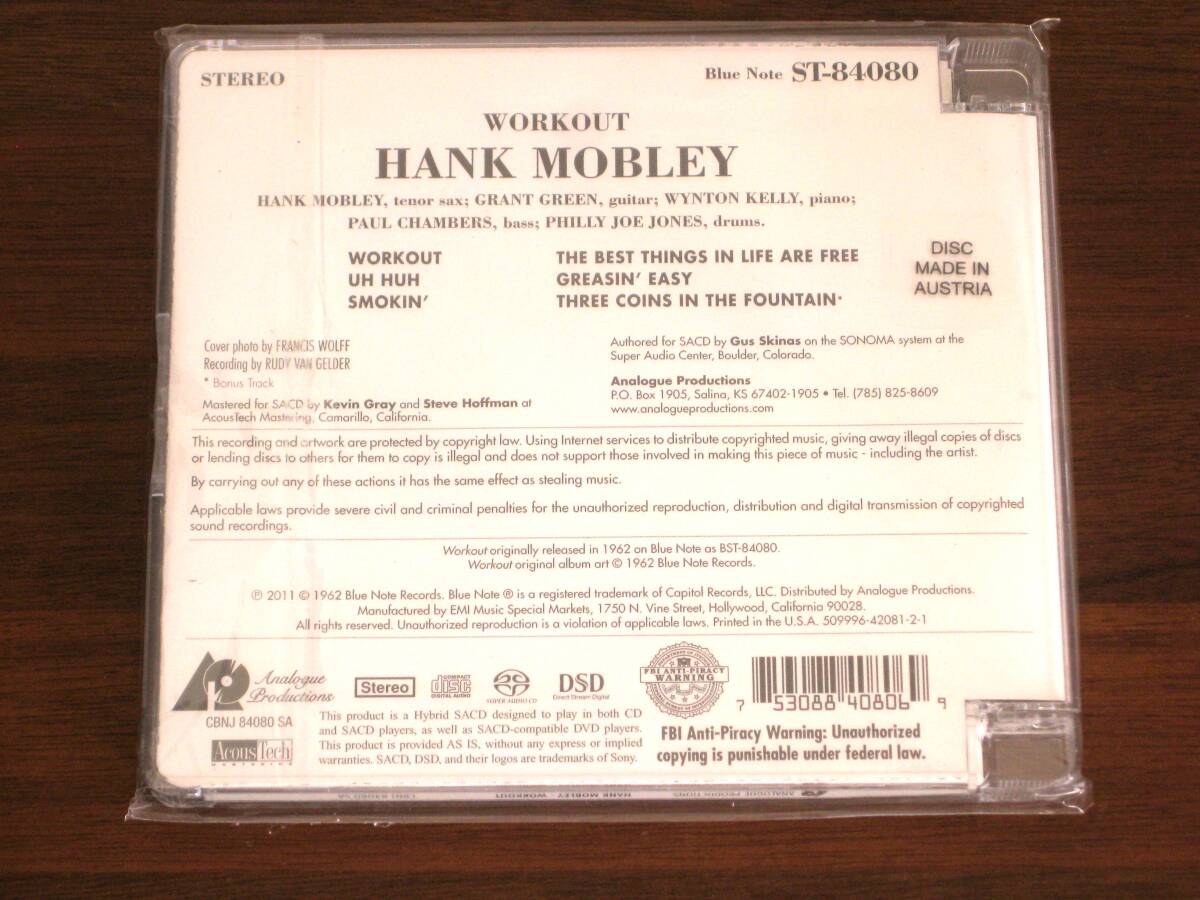 STEREO
Blue Note ST-84080
WORKOUT
HANK MOBLEY
HANK MOBLEY, tenor sax; GRANT GREEN, guitar; WYNTON KELLY, piano;
PAUL CHAMBERS, bass; PHILLY JOE JONES, drums.
WORKOUT
UH HUH
SMOKIN'
THE BEST THINGS IN LIFE ARE FREE
GREASIN' EASY
THREE COINS IN THE FOUNTAIN*
DISC
MADE IN
AUSTRIA
Cover photo by FRANCIS WOLFF
Recording by RUDY VAN GELDER
* Bonus Track
Mastered for SACD by Kevin Gray and Steve Hoffman at
AcousTech Mastering, Camarillo, California.
Authored for SACD by Gus Skinas on the SONOMA system at the
Super Audio Center, Boulder, Colorado.
Analogue Productions
P.O. Box 1905, Salina, KS 67402-1905 • Tel. (785) 825-8609
www.analogueproductions.com
This recording and artwork are protected by copyright law. Using Internet services to distribute copyrighted music, giving away illegal copies of discs
or lending discs to others for them to copy is illegal and does not support those involved in making this piece of music - including the artist.
By carrying out any of these actions it has the same effect as stealing music.
Applicable laws provide severe civil and criminal penalties for the unauthorized reproduction, distribution and digital transmission of copyrighted
sound recordings.
Workout originally released in 1962 on Blue Note as BST-84080.
Workout original album art © 1962 Blue Note Records.
℗ 2011 © 1962 Blue Note Records. Blue Note ® is a registered trademark of Capitol Records, LLC. Distributed by Analogue Productions.
Manufactured by EMI Music Special Markets, 1750 N. Vine Street, Hollywood, California 90028.
All rights reserved. Unauthorized reproduction is a violation of applicable laws. Printed in the U.S.A. 509996-42081-2-1
Analogue
Productions
CBNJ 84080 SA
AcousTech
MASTERING
Stereo
COMPACT
disc
DIGITAL AUDIO
SUPER AUDIO CD
DSD
Direct Stream Digital
This product is a Hybrid SACD designed to play in both CD
and SACD players, as well as SACD-compatible DVD players.
This product is provided AS IS, without any express or implied
warranties. SACD, DSD, and their logos are trademarks of Sony.
FBI ANTI-PIRACY
WARNING
7 53088 40806 9
FBI Anti-Piracy Warning: Unauthorized
copying is punishable under federal law.
CBNJ 84080 SA
HANK MOBLEY - WORKOUT
ANALOGUE PRODUCTIONS